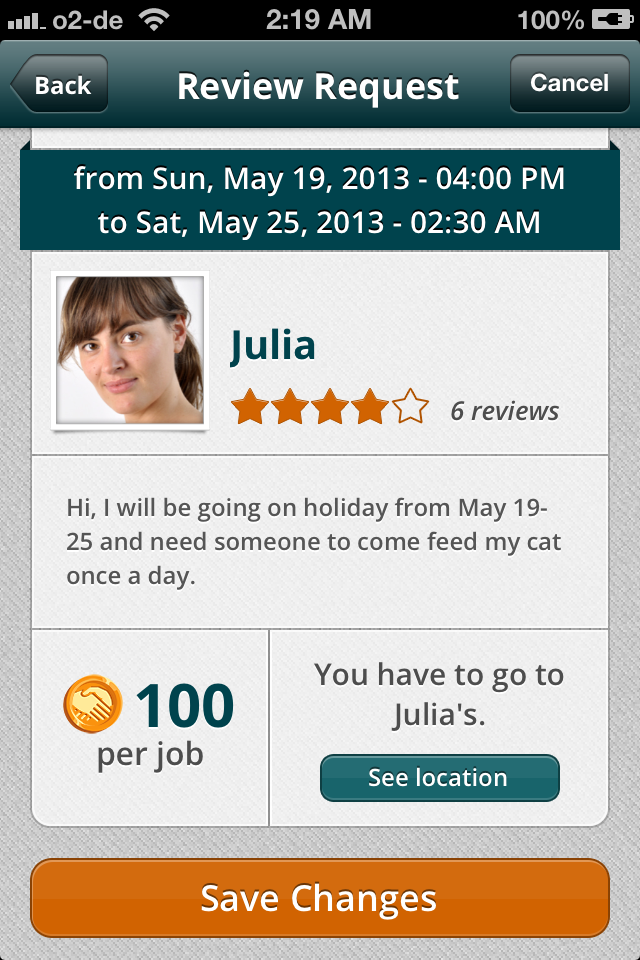 o2-de 2:19 AM 100%
Back Review Request Cancel
from Sun, May 19, 2013 - 04:00 PM
to Sat, May 25, 2013 - 02:30 AM
Julia
6 reviews
Hi, I will be going on holiday from May 19-
25 and need someone to come feed my cat
once a day.
100
per job
You have to go to
Julia's.
See location
Save Changes